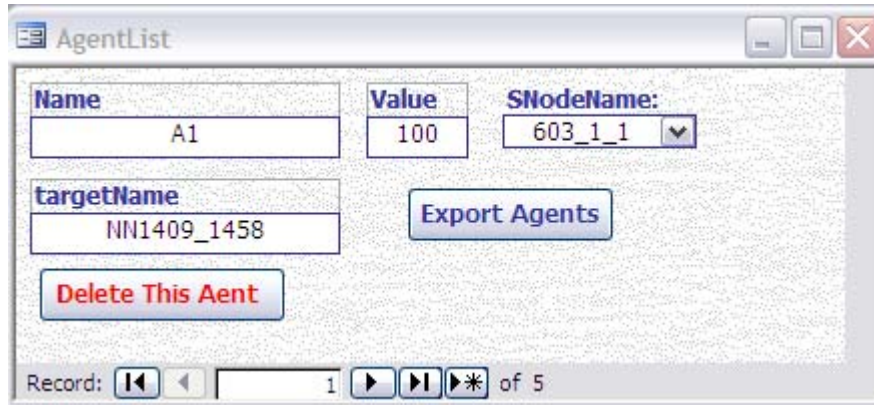 AgentList
Name Value SNodeName:
A1 100 603_1_1
targetName
NN1409_1458
Export Agents
Delete This Aent
Record: 1 of 5